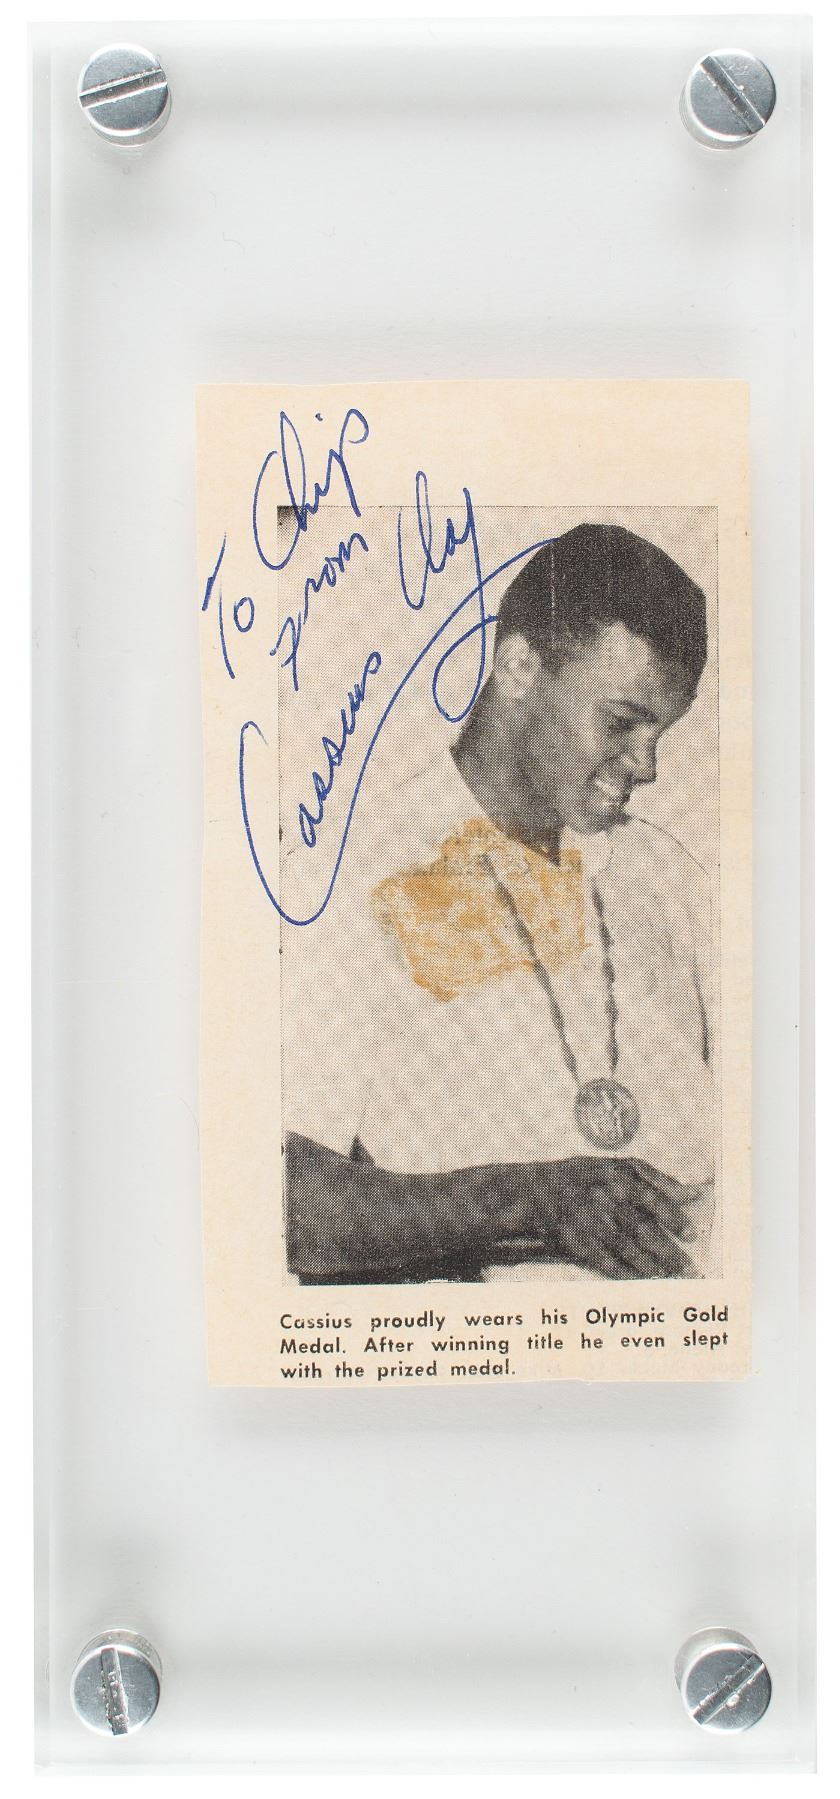 To Chip
From
Cassius Clay
Cassius proudly wears his Olympic Gold
Medal. After winning title he even slept
with the prized medal.